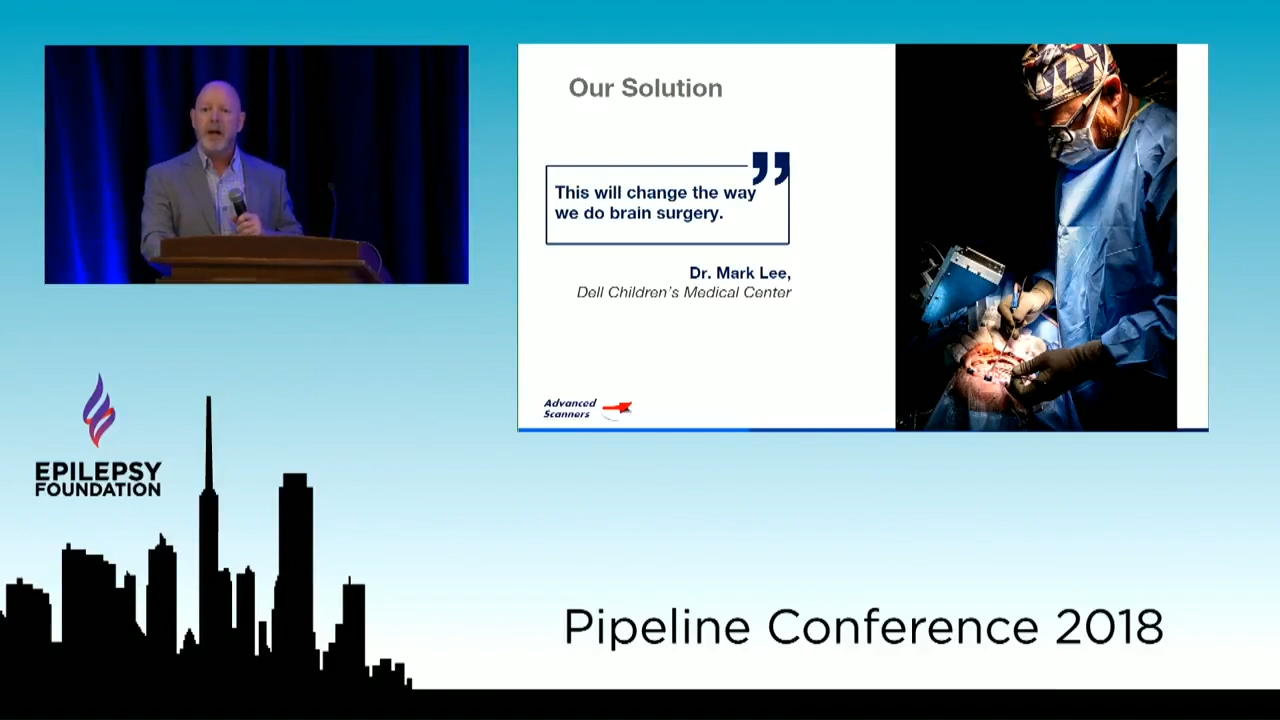 Our Solution
”
This will change the way
we do brain surgery.
Dr. Mark Lee,
Dell Children's Medical Center
Advanced
Scanners
EPILEPSY
FOUNDATION
Pipeline Conference 2018